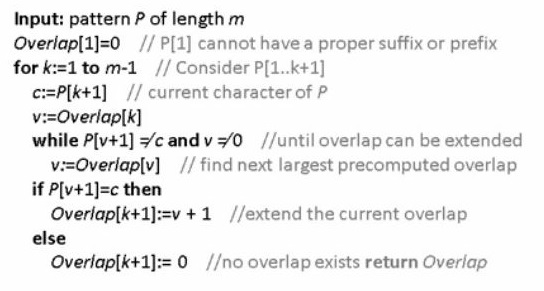 Input: pattern P of length m
Overlap[1]=0 // P[1] cannot have a proper suffix or prefix
for k:=1 to m-1 // Consider P[1..k+1]
c:=P[k+1] // current character of P
v:=Overlap[k]
while P[v+1] ≠c and v ≠0 //until overlap can be extended
v:=Overlap[v] // find next largest precomputed overlap
if P[v+1]=c then
Overlap[k+1]:=v + 1 //extend the current overlap
else
Overlap[k+1]:= 0 //no overlap exists return Overlap